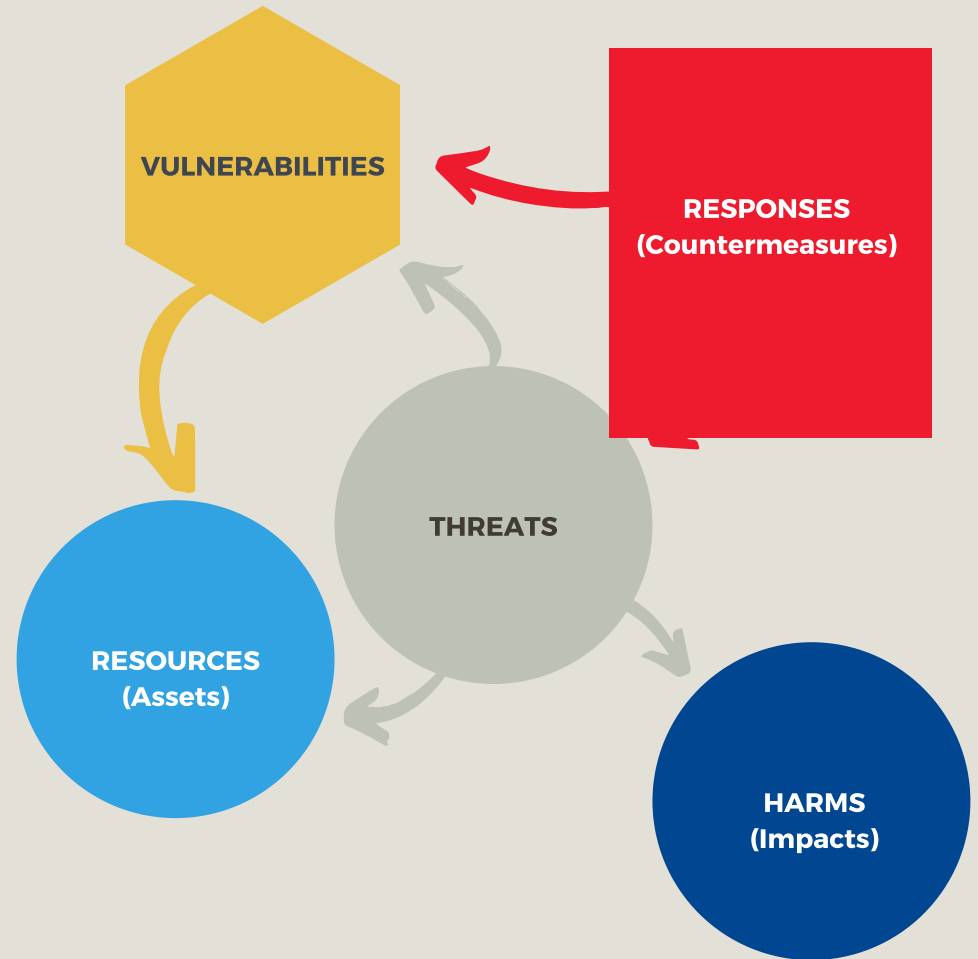 VULNERABILITIES
RESPONSES
(Countermeasures)
THREATS
RESOURCES
(Assets)
HARMS
(Impacts)